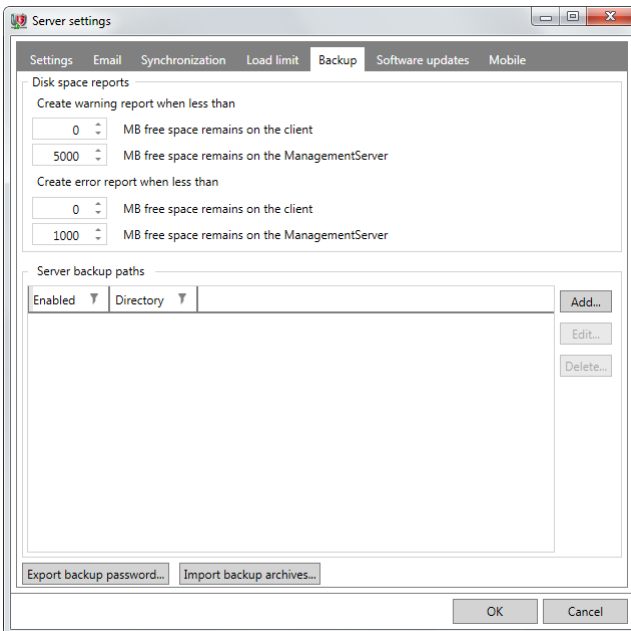 Server settings
Settings Email Synchronization Load limit Backup Software updates Mobile
Disk space reports
Create warning report when less than
0 MB free space remains on the client
5000 MB free space remains on the ManagementServer
Create error report when less than
0 MB free space remains on the client
1000 MB free space remains on the ManagementServer
Server backup paths
Enabled Directory
Add...
Edit...
Delete...
Export backup password... Import backup archives...
OK Cancel